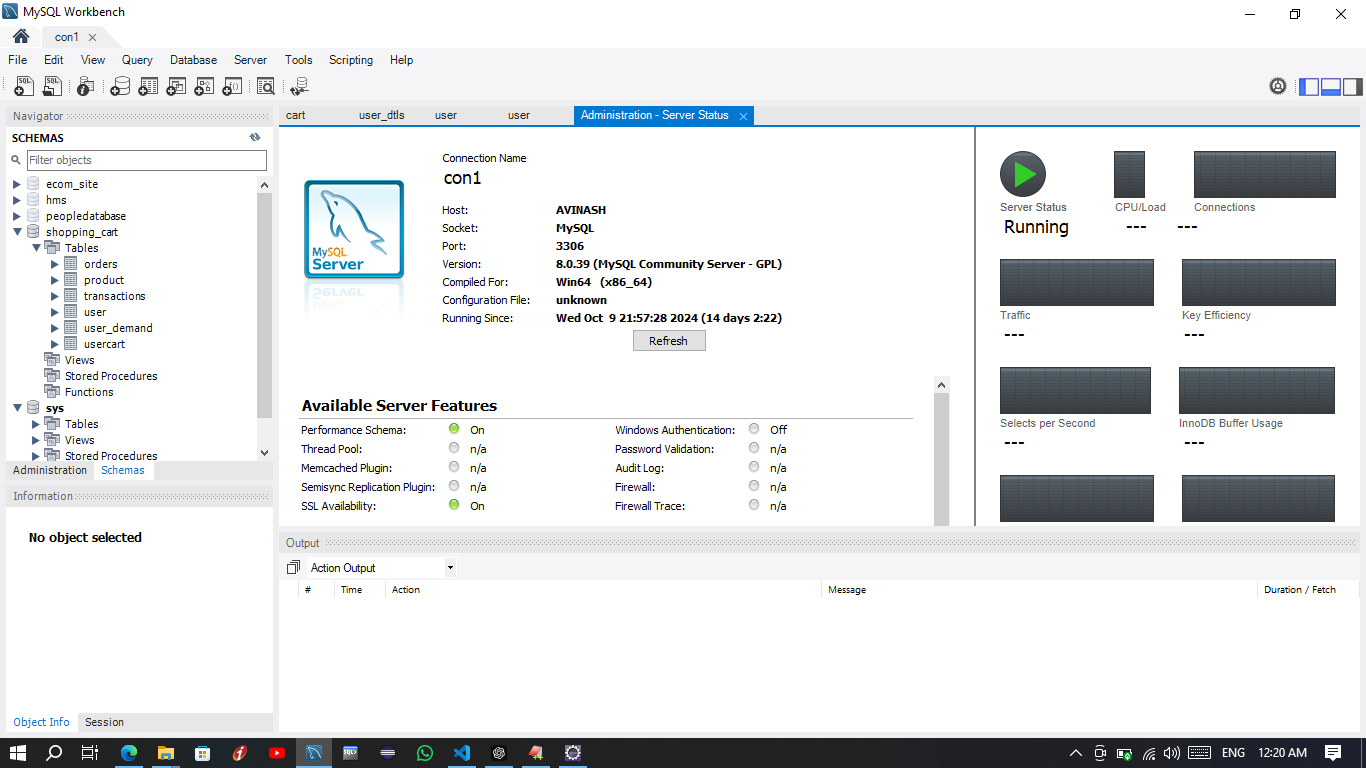 MySQL Workbench
con1
File Edit View Query Database Server Tools Scripting Help
Navigator
SCHEMAS
Filter objects
ecom_site
hms
peopledatabase
shopping_cart
Tables
orders
product
transactions
user
user_demand
usercart
Views
Stored Procedures
Functions
sys
Tables
Views
Stored Procedures
Administration Schemas
Information
No object selected
Object Info Session
cart user_dtls user user Administration - Server Status
MySQL
Server
Connection Name
con1
Host: AVINASH
Socket: MySQL
Port: 3306
Version: 8.0.39 (MySQL Community Server - GPL)
Compiled For: Win64 (x86_64)
Configuration File: unknown
Running Since: Wed Oct 9 21:57:28 2024 (14 days 2:22)
Refresh
Available Server Features
Performance Schema: On Windows Authentication: Off
Thread Pool: n/a Password Validation: n/a
Memcached Plugin: n/a Audit Log: n/a
Semisync Replication Plugin: n/a Firewall: n/a
SSL Availability: On Firewall Trace: n/a
Server Status CPU/Load Connections
Running --- ---
Traffic Key Efficiency
--- ---
Selects per Second InnoDB Buffer Usage
--- ---
Output
Action Output
# Time Action Message Duration / Fetch
ENG 12:20 AM